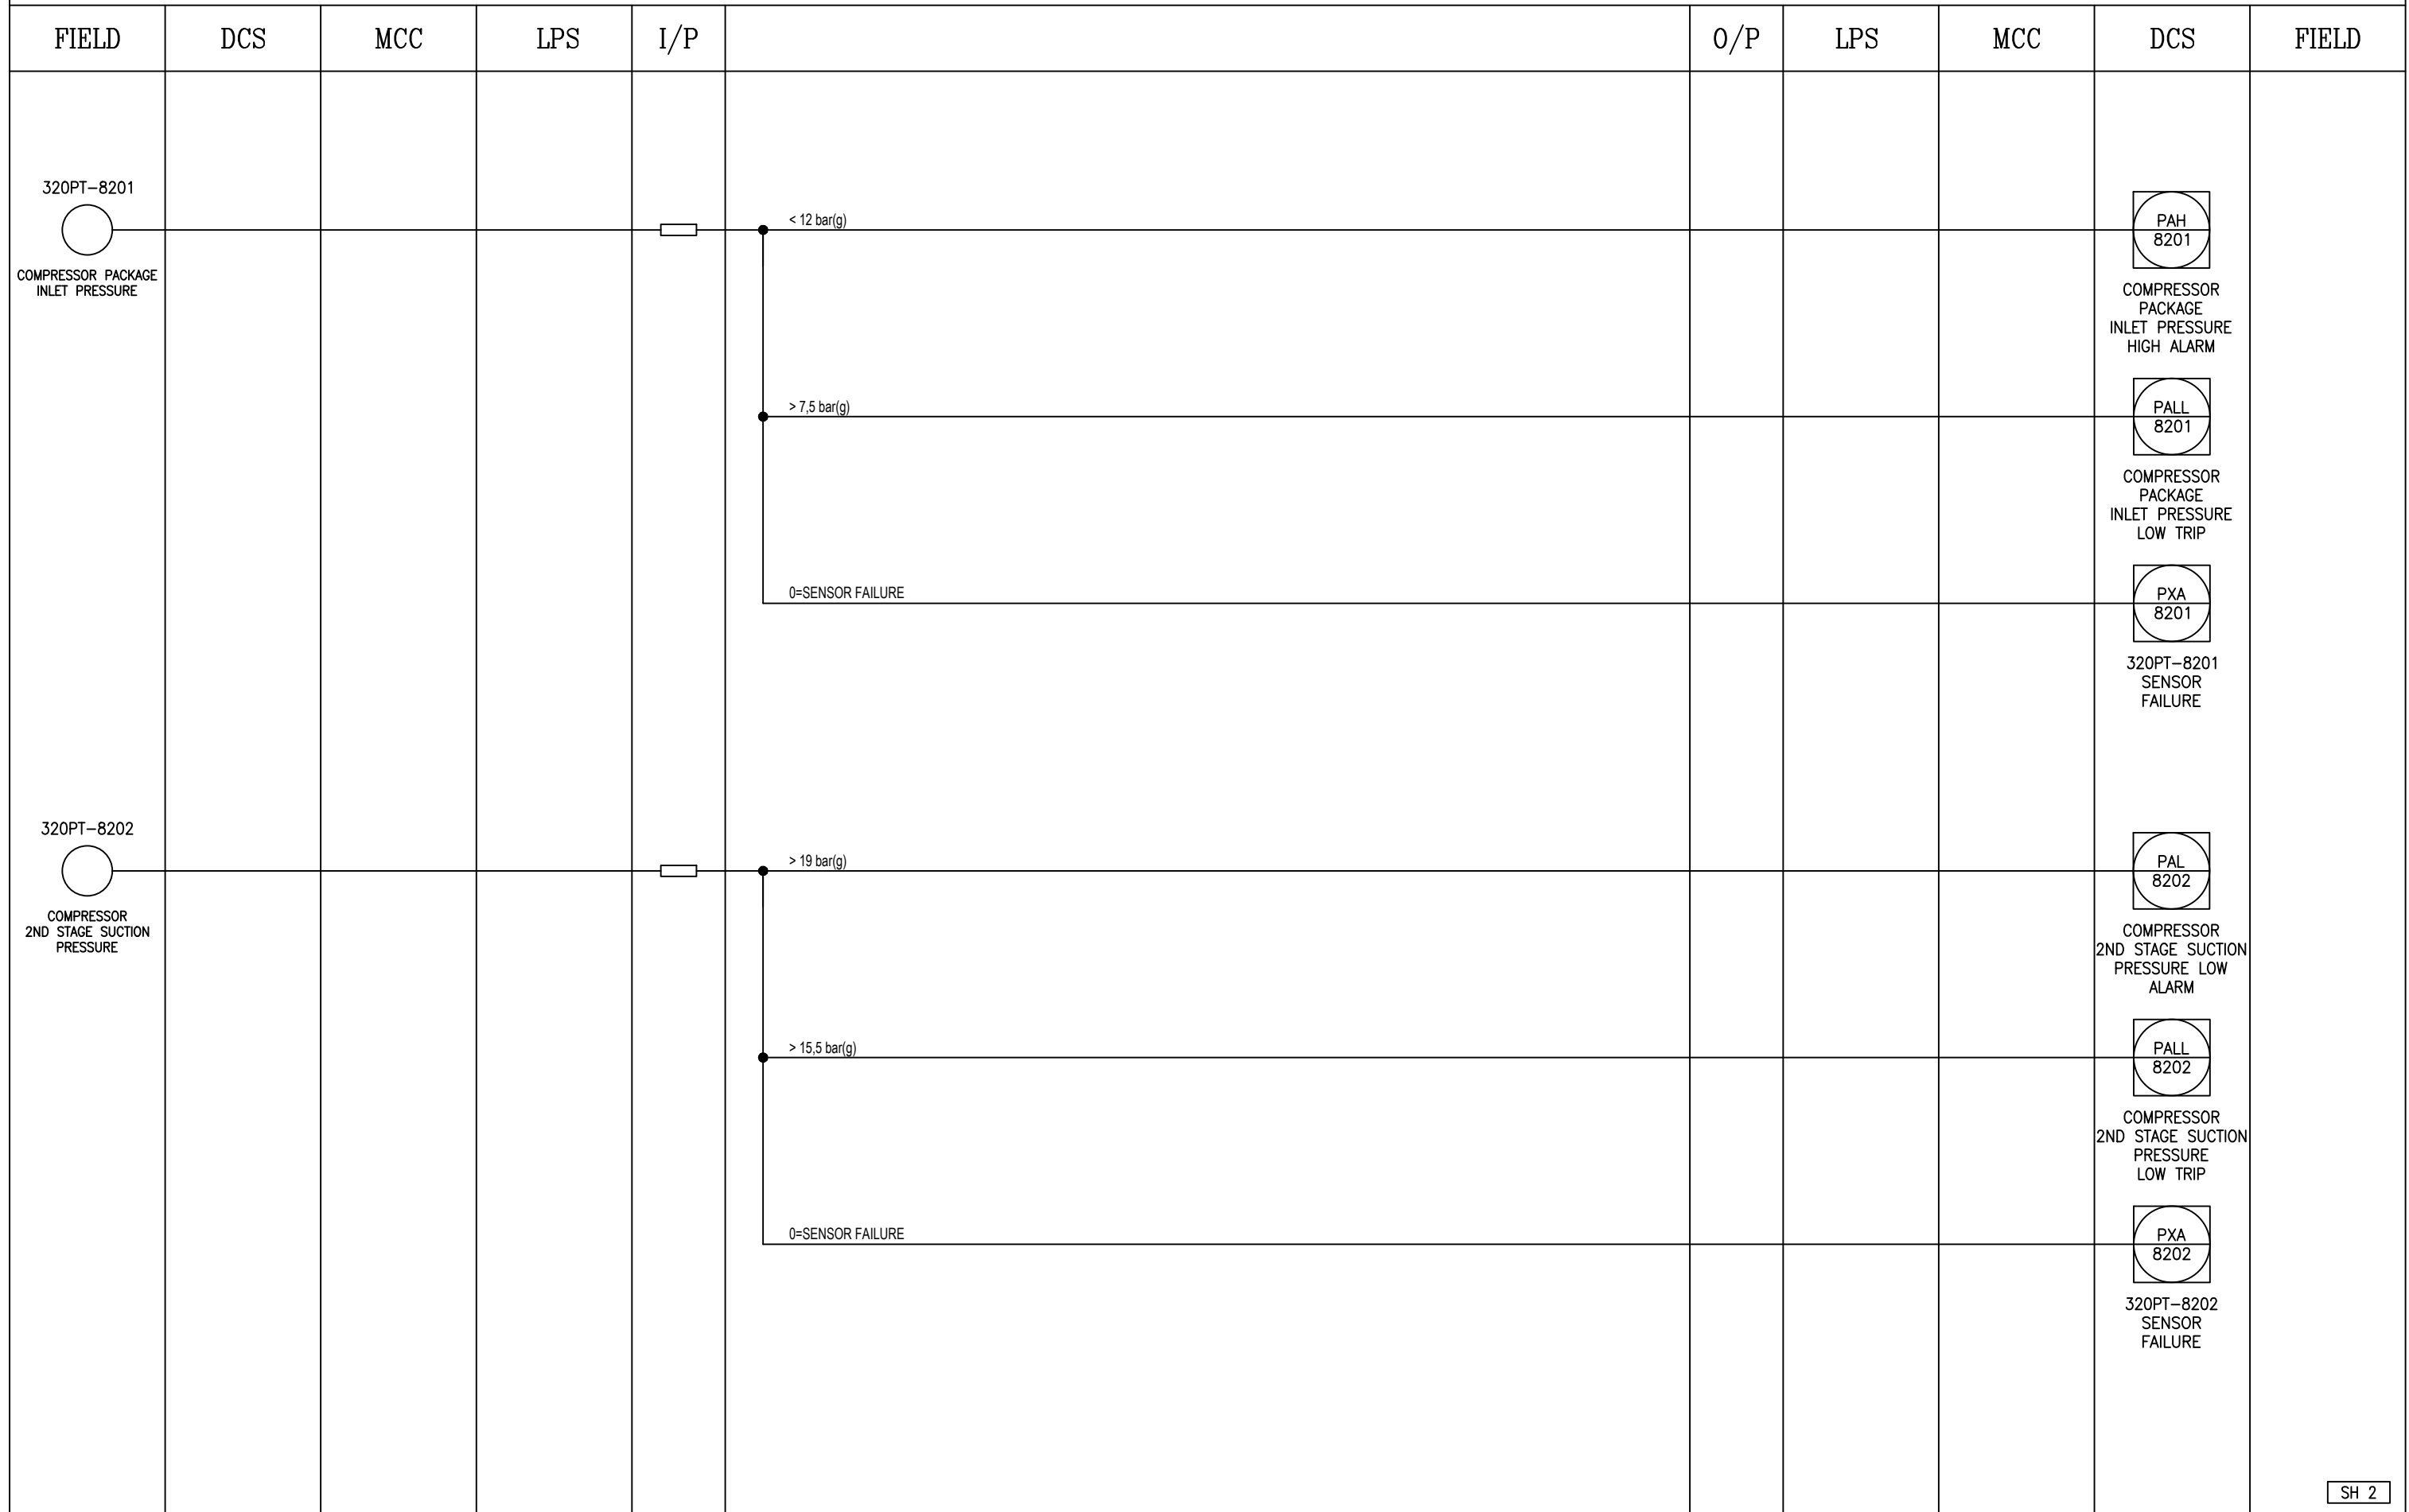 FIELD
DCS
MCC
LPS
I/P
O/P
LPS
MCC
DCS
FIELD
320PT-8201
COMPRESSOR PACKAGE
INLET PRESSURE
< 12 bar(g)
PAH
8201
COMPRESSOR
PACKAGE
INLET PRESSURE
HIGH ALARM
> 7,5 bar(g)
PALL
8201
COMPRESSOR
PACKAGE
INLET PRESSURE
LOW TRIP
0=SENSOR FAILURE
PXA
8201
320PT-8201
SENSOR
FAILURE
320PT-8202
COMPRESSOR
2ND STAGE SUCTION
PRESSURE
> 19 bar(g)
PAL
8202
COMPRESSOR
2ND STAGE SUCTION
PRESSURE LOW
ALARM
> 15,5 bar(g)
PALL
8202
COMPRESSOR
2ND STAGE SUCTION
PRESSURE
LOW TRIP
0=SENSOR FAILURE
PXA
8202
320PT-8202
SENSOR
FAILURE
SH 2